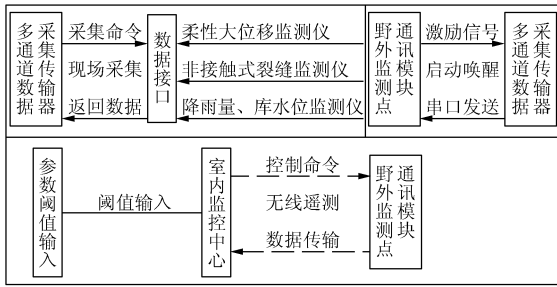 多通道数据
采集传输器
采集命令
现场采集
返回数据
数据接口
柔性大位移监测仪
非接触式裂缝监测仪
降雨量、库水位监测仪
野外监测点
通讯模块
激励信号
启动唤醒
串口发送
多通道数据
采集传输器
参数阈值输入
阈值输入
室内监控中心
控制命令
无线遥测
数据传输
野外监测点
通讯模块